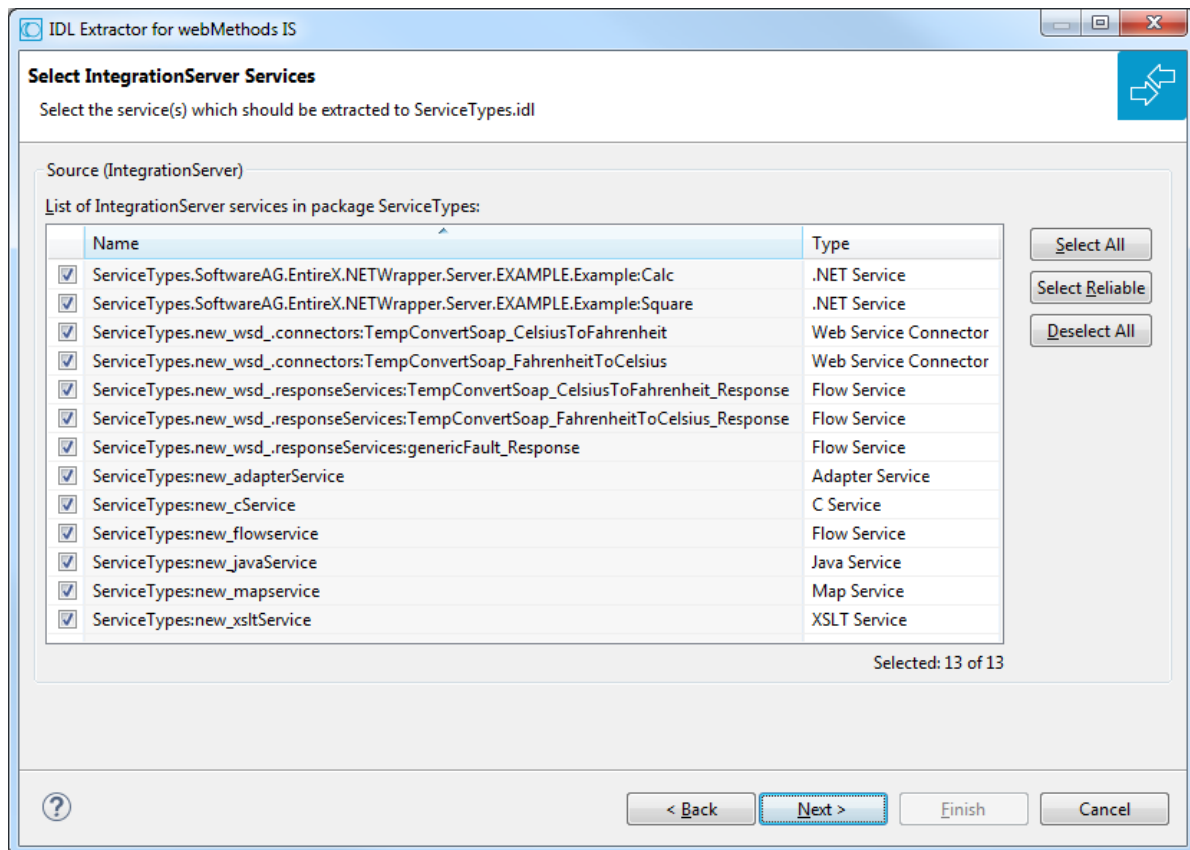 IDL Extractor for webMethods IS
Select IntegrationServer Services
Select the service(s) which should be extracted to ServiceTypes.idl
Source (IntegrationServer)
List of IntegrationServer services in package ServiceTypes:
Name Type
ServiceTypes.SoftwareAG.EntireX.NETWrapper.Server.EXAMPLE.Example:Calc .NET Service
ServiceTypes.SoftwareAG.EntireX.NETWrapper.Server.EXAMPLE.Example:Square .NET Service
ServiceTypes.new_wsd_.connectors:TempConvertSoap_CelsiusToFahrenheit Web Service Connector
ServiceTypes.new_wsd_.connectors:TempConvertSoap_FahrenheitToCelsius Web Service Connector
ServiceTypes.new_wsd_.responseServices:TempConvertSoap_CelsiusToFahrenheit_Response Flow Service
ServiceTypes.new_wsd_.responseServices:TempConvertSoap_FahrenheitToCelsius_Response Flow Service
ServiceTypes.new_wsd_.responseServices:genericFault_Response Flow Service
ServiceTypes:new_adapterService Adapter Service
ServiceTypes:new_cService C Service
ServiceTypes:new_flowservice Flow Service
ServiceTypes:new_javaService Java Service
ServiceTypes:new_mapservice Map Service
ServiceTypes:new_xsltService XSLT Service
Select All
Select Reliable
Deselect All
Selected: 13 of 13
?
< Back Next > Finish Cancel